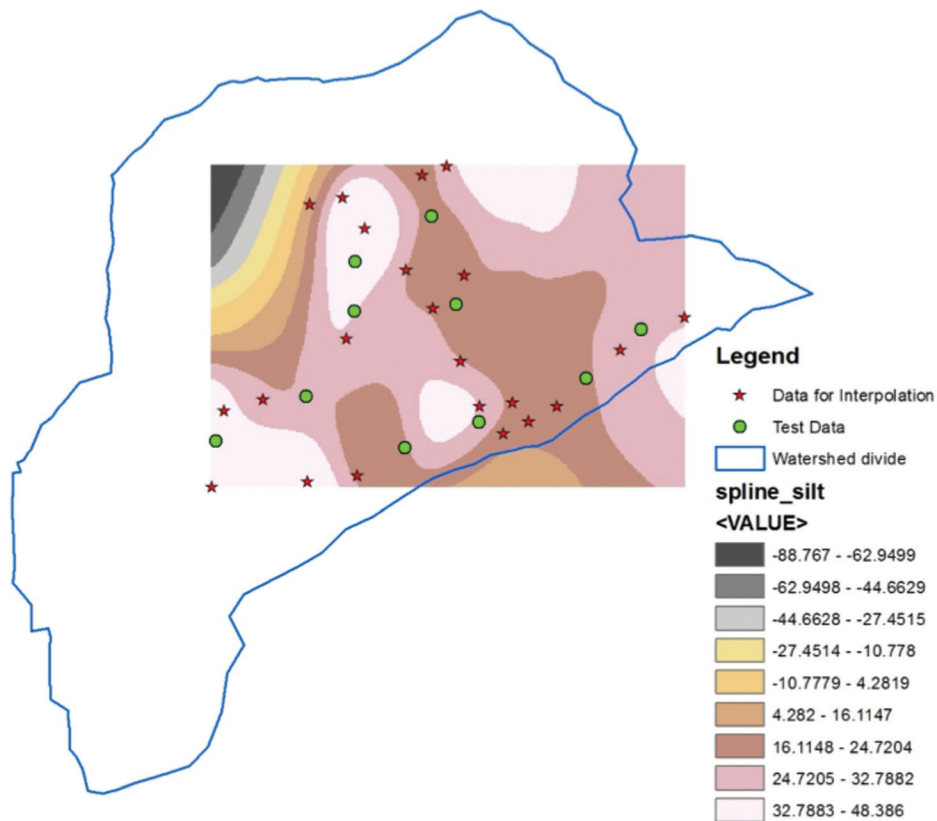 Legend
Data for Interpolation
Test Data
Watershed divide
spline_silt
<VALUE>
-88.767 - -62.9499
-62.9498 - -44.6629
-44.6628 - -27.4515
-27.4514 - -10.778
-10.7779 - 4.2819
4.282 - 16.1147
16.1148 - 24.7204
24.7205 - 32.7882
32.7883 - 48.386